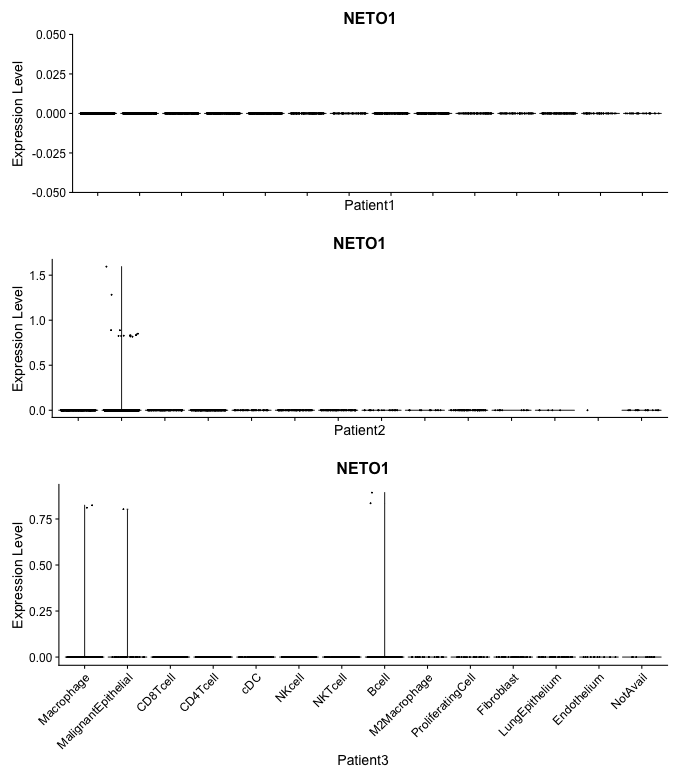 NETO1
Expression Level
0.050
0.025
0.000
-0.025
-0.050
Patient1
NETO1
Expression Level
1.5
1.0
0.5
0.0
Patient2
NETO1
Expression Level
0.75
0.50
0.25
0.00
Macrophage
MalignantEpithelial
CD8Tcell
CD4Tcell
cDC
NKcell
NKTcell
Bcell
M2Macrophage
ProliferatingCell
Fibroblast
LungEpithelium
Endothelium
NotAvail
Patient3